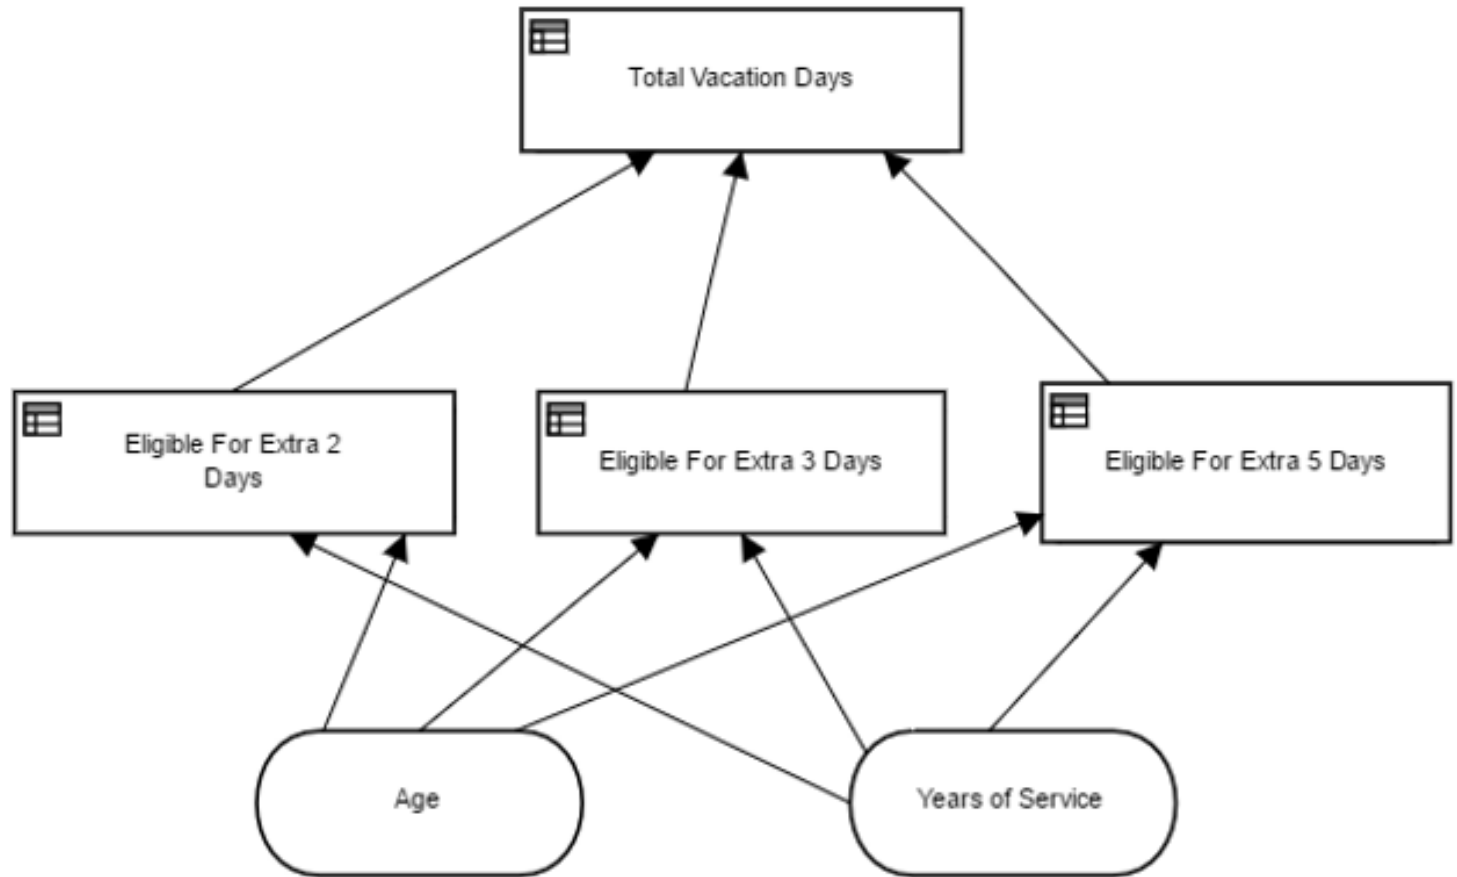 Total Vacation Days
Eligible For Extra 2
Days
Eligible For Extra 3 Days
Eligible For Extra 5 Days
Age
Years of Service